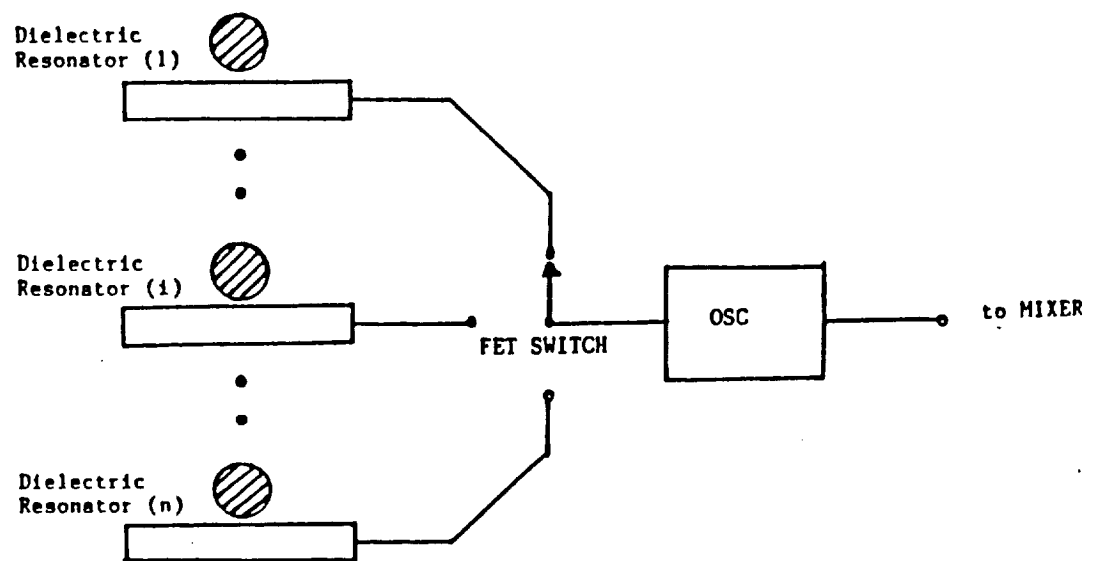 Dielectric
Resonator (1)
Dielectric
Resonator (i)
FET SWITCH
OSC
to MIXER
Dielectric
Resonator (n)